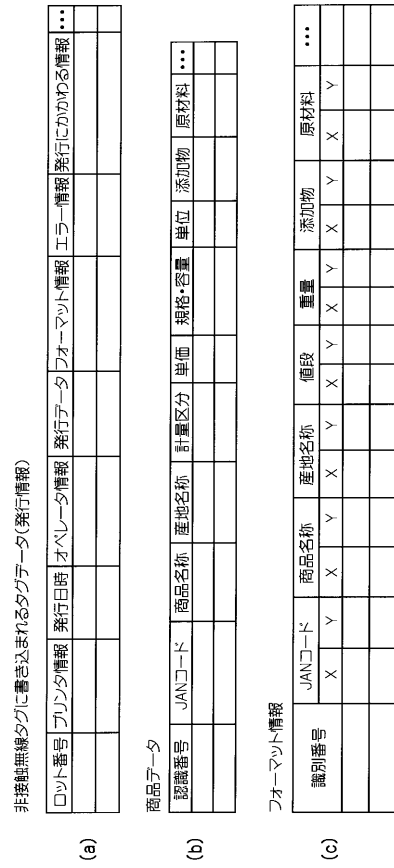 非接触無線タグに書き込まれるタグデータ(発行情報)
(a)
ロット番号 プリンタ情報 発行日時 オペレータ情報 発行データ フォーマット情報 エラー情報 発行にかかわる情報 …
商品データ
(b)
認識番号 JANコード 商品名称 産地名称 計量区分 単価 規格・容量 単位 添加物 原材料 …
フォーマット情報
(c)
識別番号 JANコード 商品名称 産地名称 値段 重量 添加物 原材料 …
X Y X Y X Y X Y X Y X Y X Y